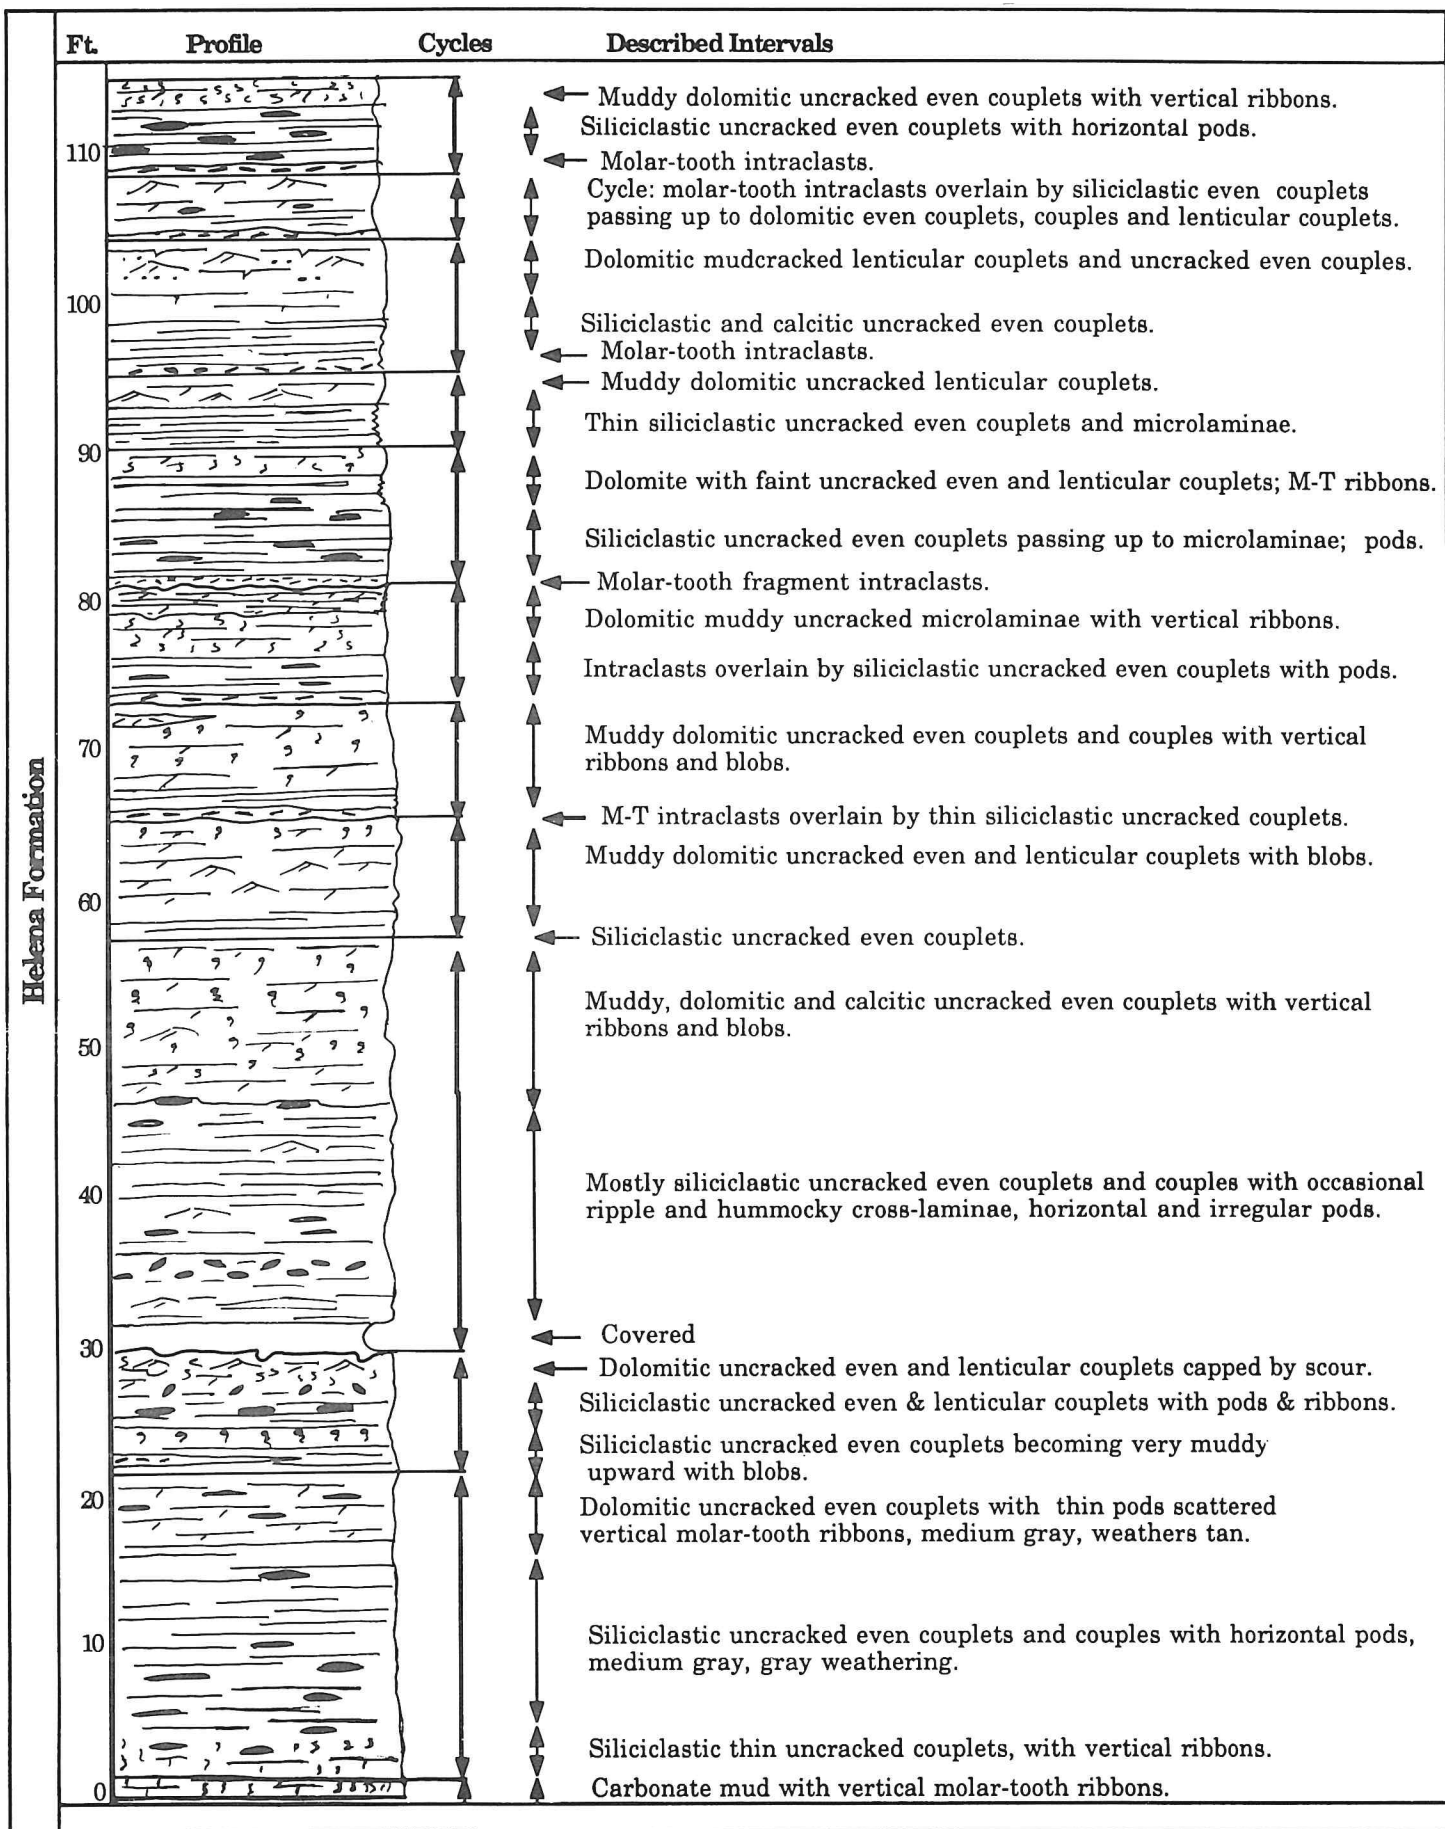 Ft. Profile Cycles Described Intervals
Helena Formation
Muddy dolomitic uncracked even couplets with vertical ribbons.
Siliciclastic uncracked even couplets with horizontal pods.
110
Molar-tooth intraclasts.
Cycle: molar-tooth intraclasts overlain by siliciclastic even couplets
passing up to dolomitic even couplets, couples and lenticular couplets.
Dolomitic mudcracked lenticular couplets and uncracked even couples.
100
Siliciclastic and calcitic uncracked even couplets.
Molar-tooth intraclasts.
Muddy dolomitic uncracked lenticular couplets.
Thin siliciclastic uncracked even couplets and microlaminae.
90
Dolomite with faint uncracked even and lenticular couplets; M-T ribbons.
Siliciclastic uncracked even couplets passing up to microlaminae; pods.
Molar-tooth fragment intraclasts.
80
Dolomitic muddy uncracked microlaminae with vertical ribbons.
Intraclasts overlain by siliciclastic uncracked even couplets with pods.
70
Muddy dolomitic uncracked even couplets and couples with vertical
ribbons and blobs.
M-T intraclasts overlain by thin siliciclastic uncracked couplets.
Muddy dolomitic uncracked even and lenticular couplets with blobs.
60
Siliciclastic uncracked even couplets.
Muddy, dolomitic and calcitic uncracked even couplets with vertical
ribbons and blobs.
50
Mostly siliciclastic uncracked even couplets and couples with occasional
ripple and hummocky cross-laminae, horizontal and irregular pods.
40
Covered
30
Dolomitic uncracked even and lenticular couplets capped by scour.
Siliciclastic uncracked even & lenticular couplets with pods & ribbons.
Siliciclastic uncracked even couplets becoming very muddy
upward with blobs.
20
Dolomitic uncracked even couplets with thin pods scattered
vertical molar-tooth ribbons, medium gray, weathers tan.
10
Siliciclastic uncracked even couplets and couples with horizontal pods,
medium gray, gray weathering.
Siliciclastic thin uncracked couplets, with vertical ribbons.
0
Carbonate mud with vertical molar-tooth ribbons.